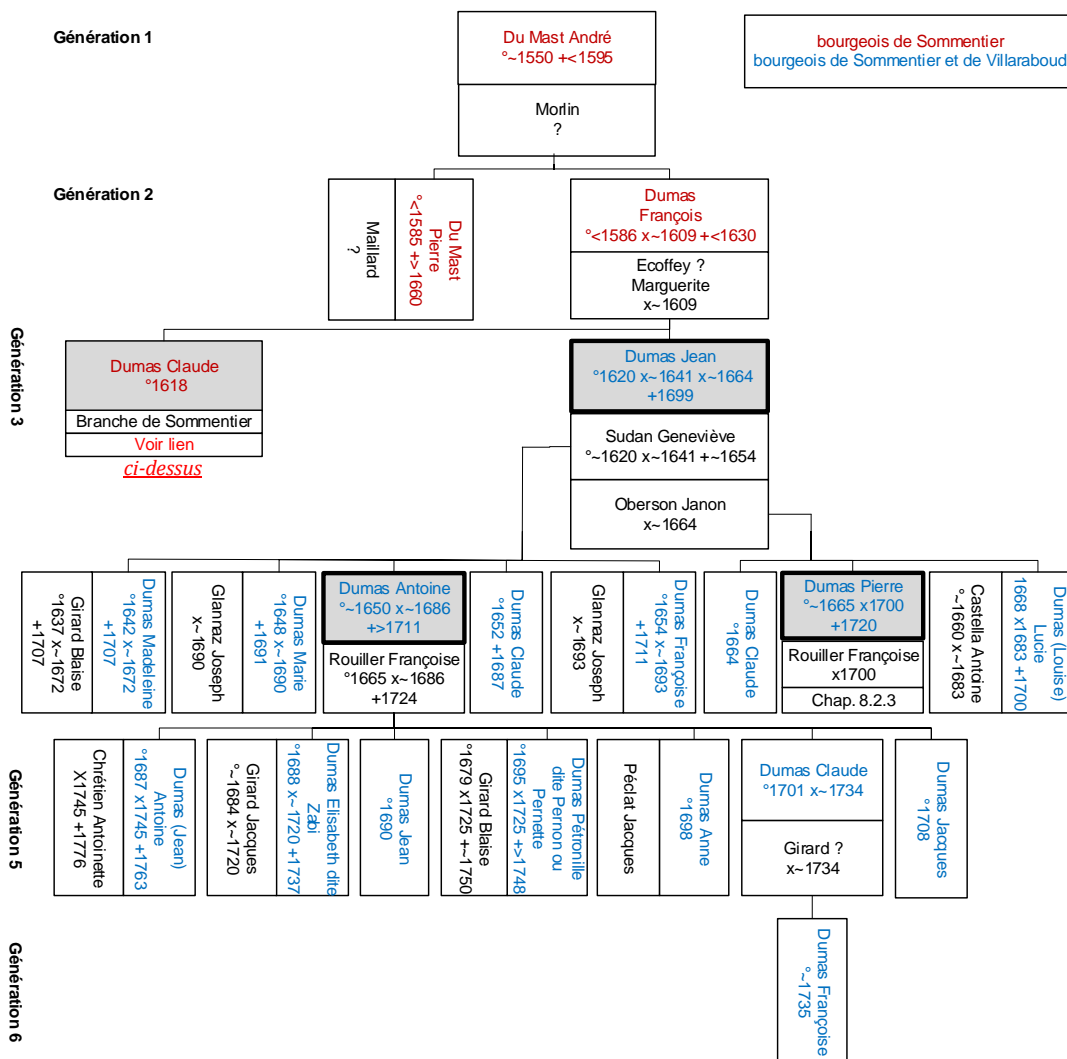 Génération 1
Du Mast André
°~1550 +<1595
Morlin
?
bourgeois de Sommentier
bourgeois de Sommentier et de Villaraboud
Génération 2
Maillard
?
Du Mast
Pierre
°<1585 +>1660
Dumas
François
°<1586 x~1609 +<1630
Ecoffey ?
Marguerite
x~1609
Génération 3
Dumas Claude
°1618
Branche de Sommentier
Voir lien
ci-dessus
Dumas Jean
°1620 x~1641 x~1664
+1699
Sudan Geneviève
°~1620 x~1641 +~1654
Oberson Janon
x~1664
Girard Blaise
°1637 x~1672
+1707
Dumas Madeleine
°1642 x~1672
+1707
Glannaz Joseph
x~1690
Dumas Marie
°1648 x~1690
+1691
Dumas Antoine
°~1650 x~1686
+>1711
Rouiller Françoise
°1665 x~1686
+1724
Dumas Claude
°1652 +1687
Glannaz Joseph
x~1693
Dumas Françoise
°1654 x~1693
+1711
Dumas Claude
°1664
Dumas Pierre
°~1665 x1700
+1720
Rouiller Françoise
x1700
Chap. 8.2.3
Castella Antoine
°~1660 x~1683
Dumas (Louise)
Lucie
1668 x1683 +1700
Génération 5
Chrétien Antoinette
X1745 +1776
Dumas (Jean)
Antoine
°1687 x1745 +1763
Girard Jacques
°~1684 x~1720
Dumas Elisabeth dite
Zabi
°1688 x~1720 +1737
Dumas Jean
°1690
Girard Blaise
°1679 x1725 +~1750
Dumas Pétronille
dite Pernon ou
Pernette
°1695 x1725 +>1748
Péclat Jacques
Dumas Anne
°1698
Dumas Claude
°1701 x~1734
Girard ?
x~1734
Dumas Jacques
°1708
Génération 6
Dumas Françoise
°~1735